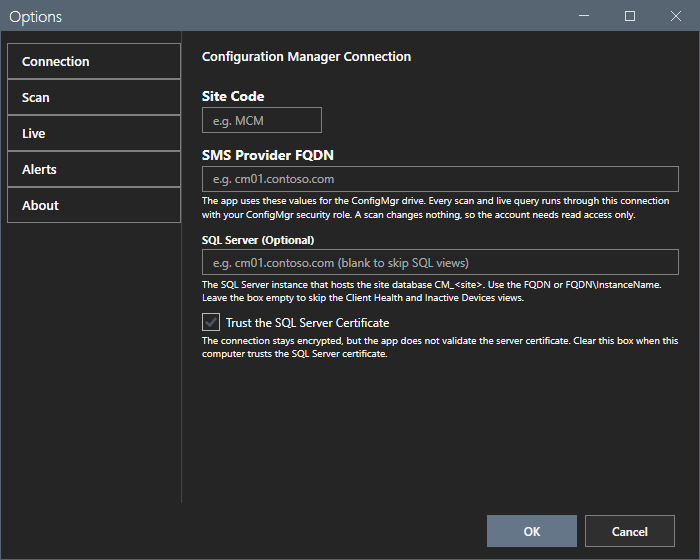 Options
Connection
Scan
Live
Alerts
About
Configuration Manager Connection
Site Code
e.g. MCM
SMS Provider FQDN
e.g. cm01.contoso.com
The app uses these values for the ConfigMgr drive. Every scan and live query runs through this connection
with your ConfigMgr security role. A scan changes nothing, so the account needs read access only.
SQL Server (Optional)
e.g. cm01.contoso.com (blank to skip SQL views)
The SQL Server instance that hosts the site database CM_<site>. Use the FQDN or FQDN\InstanceName.
Leave the box empty to skip the Client Health and Inactive Devices views.
Trust the SQL Server Certificate
The connection stays encrypted, but the app does not validate the server certificate. Clear this box when this
computer trusts the SQL Server certificate.
OK
Cancel